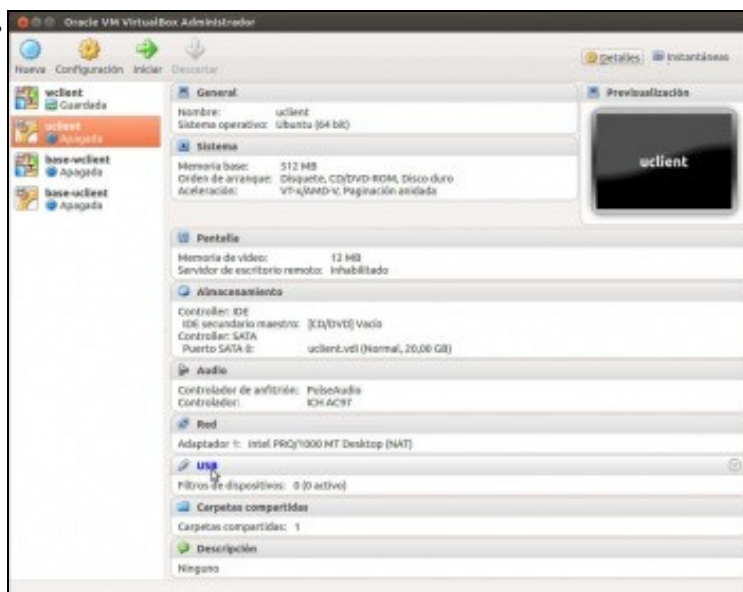 Oracle VM VirtualBox Administrador
Nueva Configuración Iniciar Descartar
Detalles Instantáneas
wclient
Guardada
uclient
Apagada
base-wclient
Apagada
base-uclient
Apagada
General
Nombre: uclient
Sistema operativo: Ubuntu (64 bit)
Sistema
Memoria base: 512 MB
Orden de arranque: Disquete, CD/DVD-ROM, Disco duro
Aceleración: VT-x/AMD-V, Paginación anidada
Previsualización
uclient
Pantalla
Memoria de vídeo: 12 MB
Servidor de escritorio remoto: Inhabilitado
Almacenamiento
Controller: IDE
IDE secundario maestro: [CD/DVD] Vacío
Controller: SATA
Puerto SATA 0: uclient.vdi (Normal, 20,00 GB)
Audio
Controlador de anfitrión: PulseAudio
Controlador: ICH AC97
Red
Adaptador 1: Intel PRO/1000 MT Desktop (NAT)
USB
Filtros de dispositivos: 0 (0 activo)
Carpetas compartidas
Carpetas compartidas: 1
Descripción
Ninguno